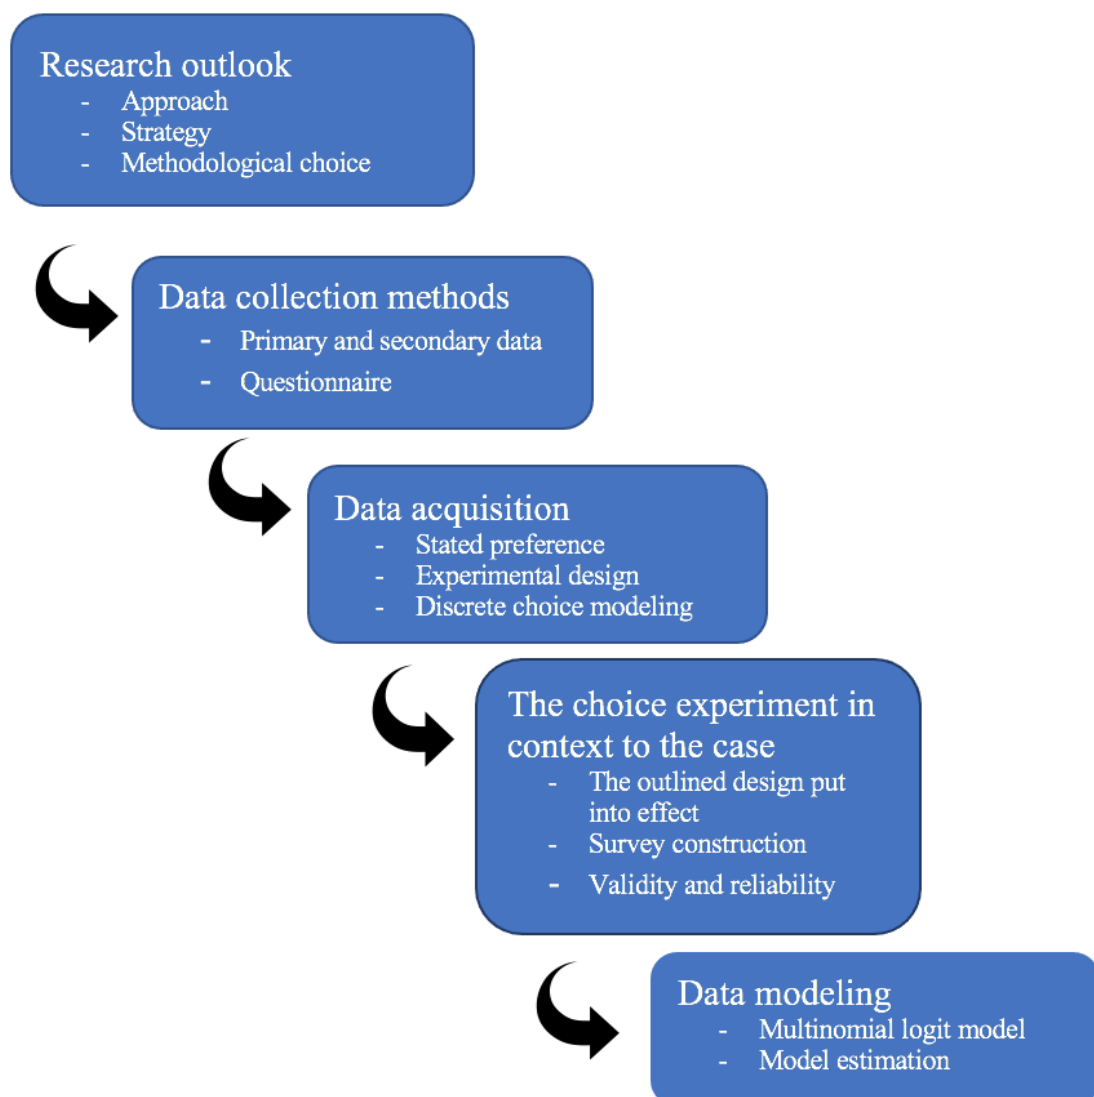 Research outlook
- Approach
- Strategy
- Methodological choice
Data collection methods
- Primary and secondary data
- Questionnaire
Data acquisition
- Stated preference
- Experimental design
- Discrete choice modeling
The choice experiment in
context to the case
- The outlined design put
into effect
- Survey construction
- Validity and reliability
Data modeling
- Multinomial logit model
- Model estimation